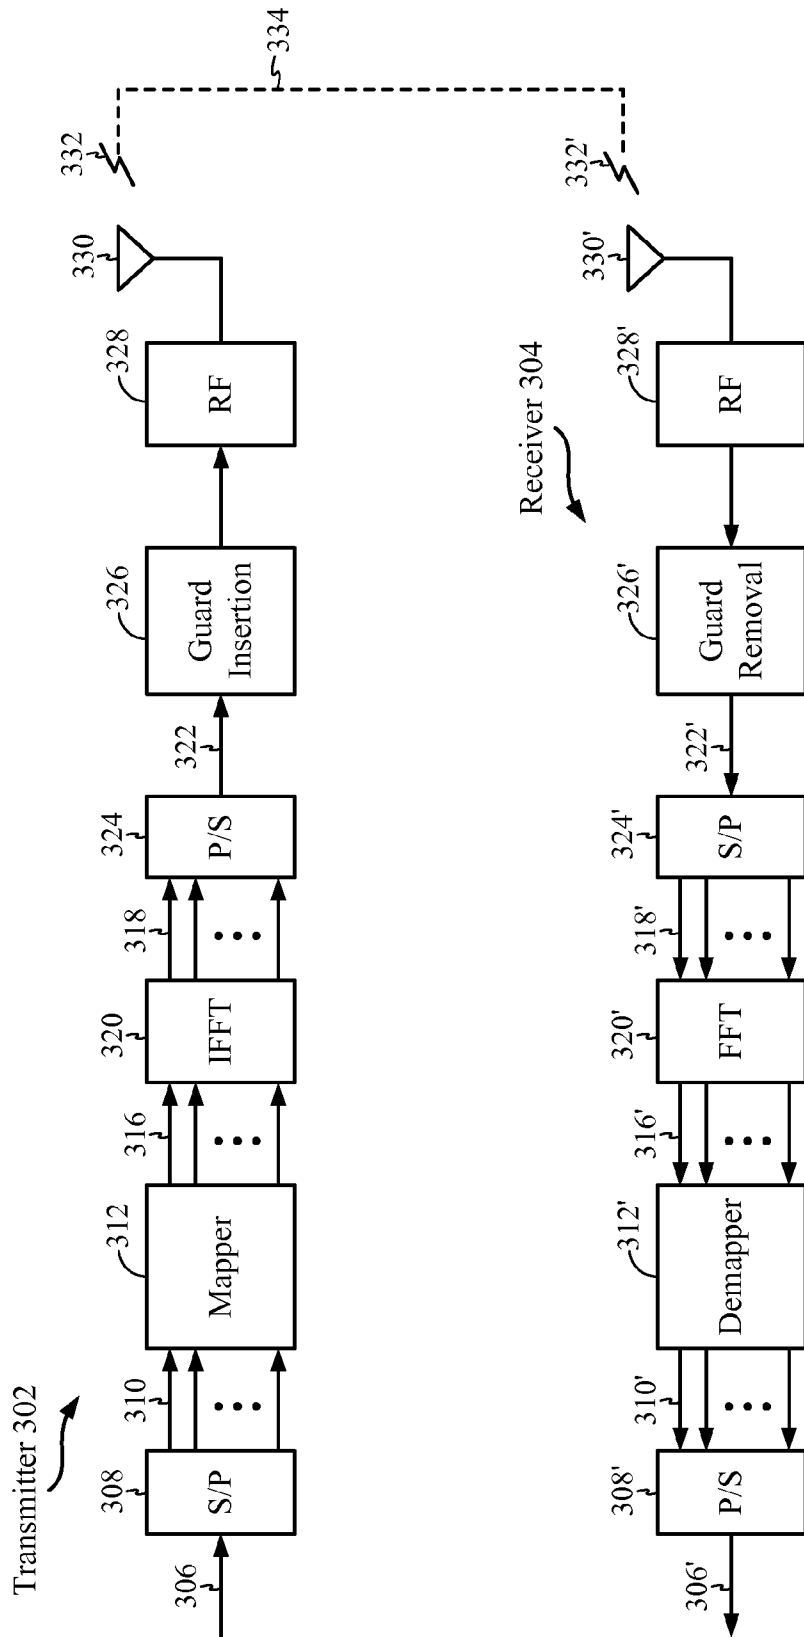 Transmitter 302
306
308
S/P
310
312
Mapper
316
320
IFFT
318
324
P/S
322
326
Guard
Insertion
328
RF
330
332
334
Receiver 304
306'
308'
P/S
310'
312'
Demapper
316'
320'
FFT
318'
324'
S/P
322'
326'
Guard
Removal
328'
RF
330'
332'